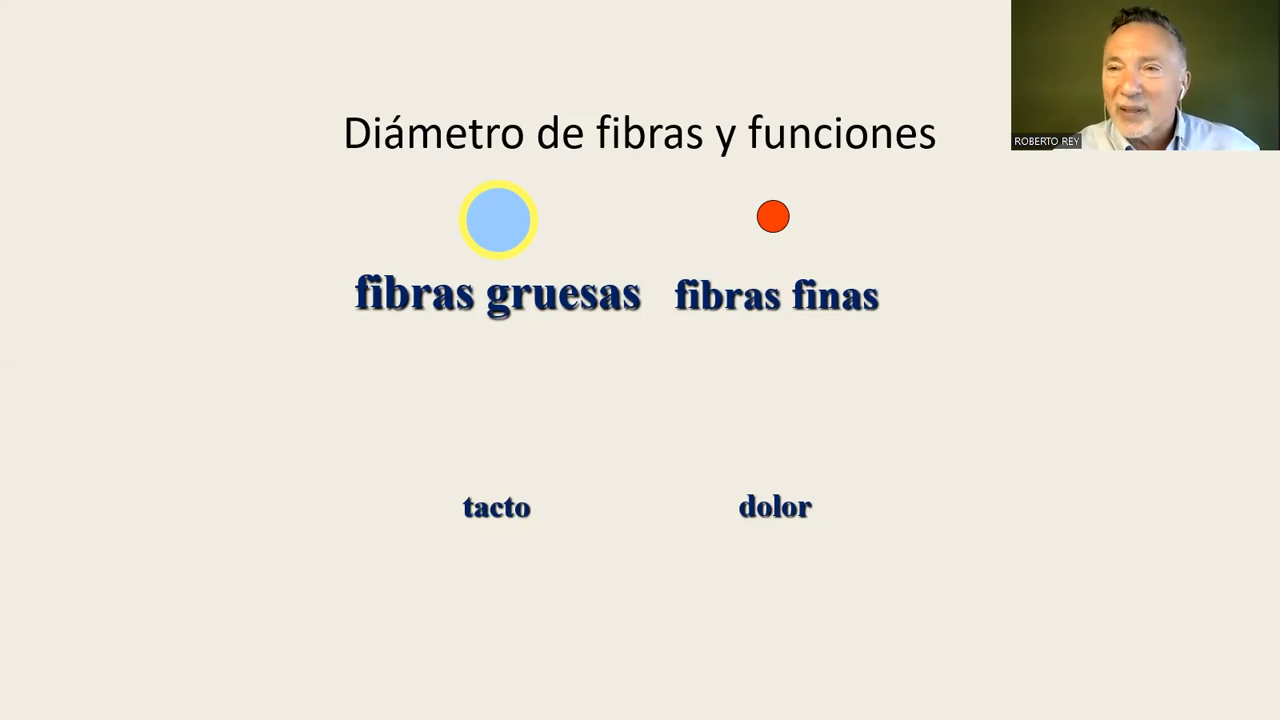 Diámetro de fibras y funciones
ROBERTO REY
fibras gruesas fibras finas
tacto dolor